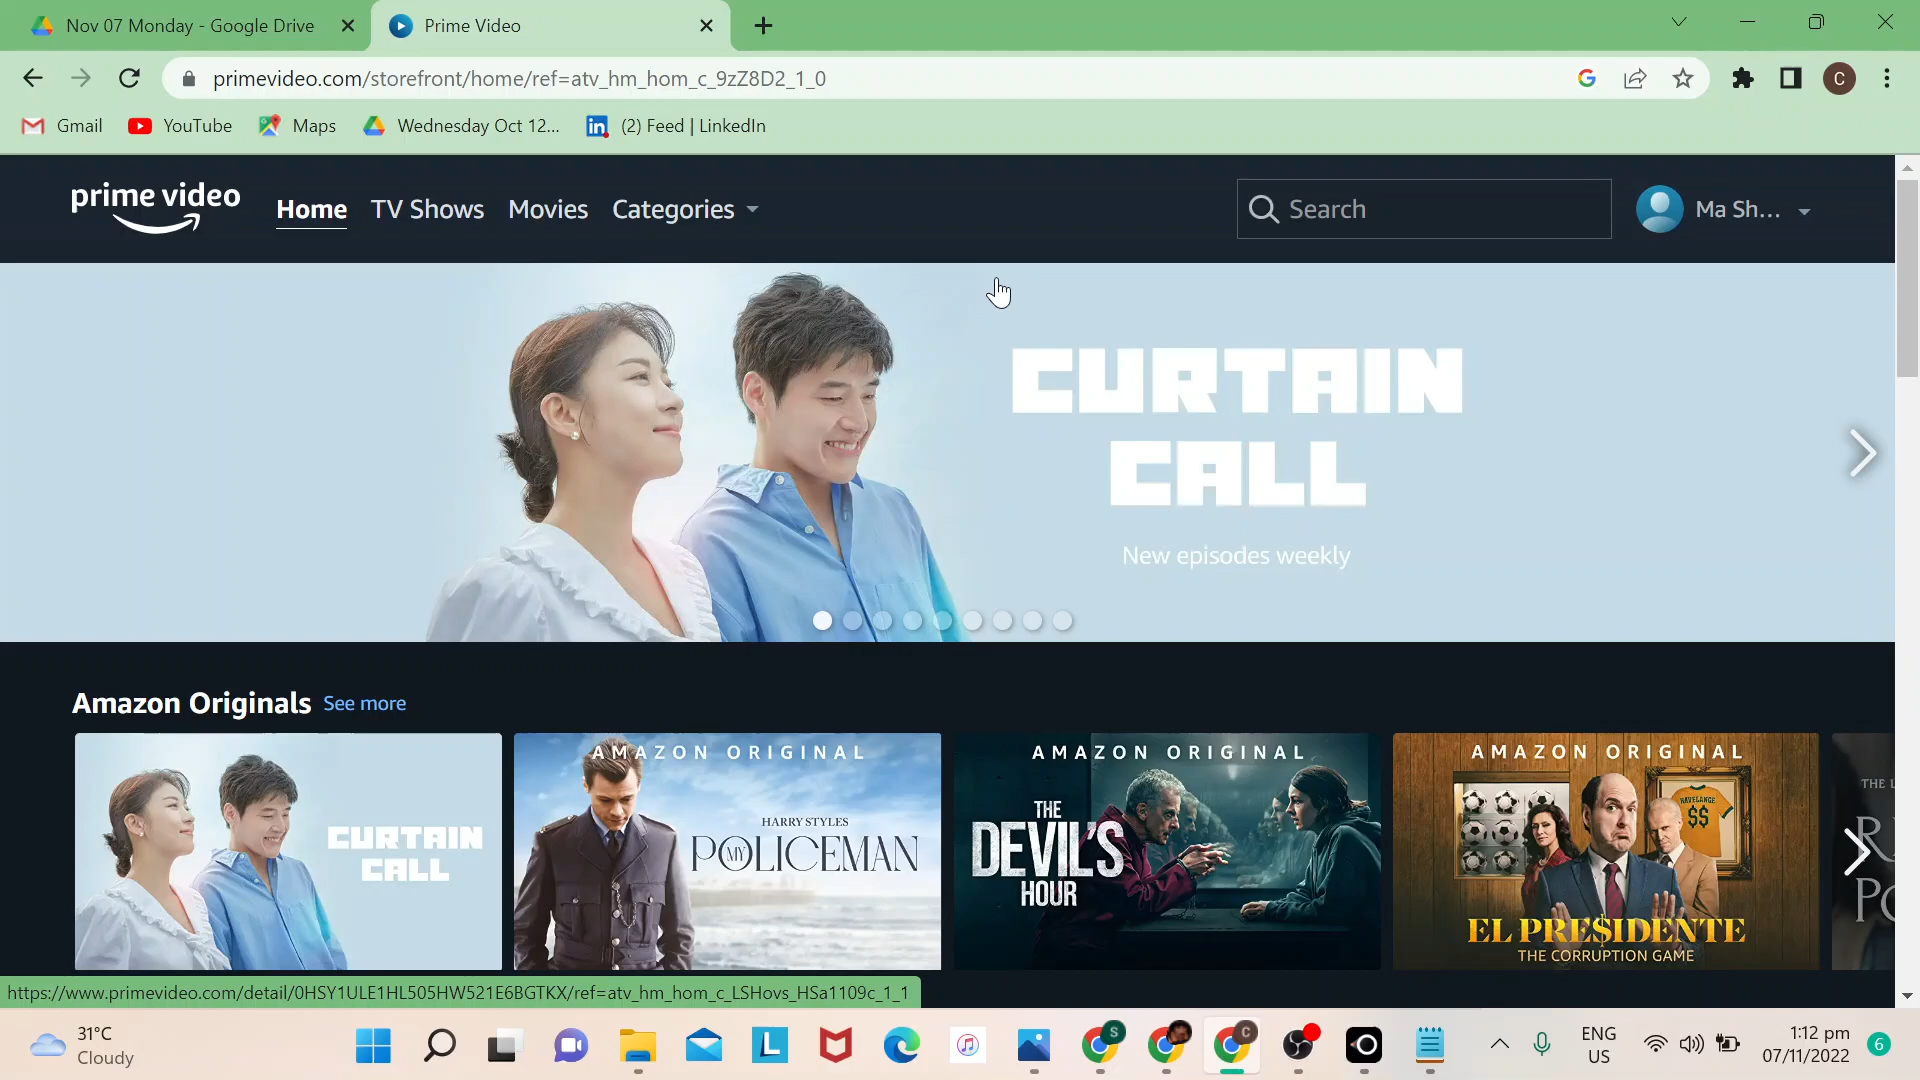 Nov 07 Monday - Google Drive
Prime Video
primevideo.com/storefront/home/ref=atv_hm_hom_c_9zZ8D2_1_0
C
Gmail
YouTube
Maps
Wednesday Oct 12...
(2) Feed | LinkedIn
prime video
Home
TV Shows
Movies
Categories
Search
Ma Sh...
CURTAIN
CALL
New episodes weekly
Amazon Originals
See more
CURTAIN
CALL
AMAZON ORIGINAL
HARRY STYLES
MY POLICEMAN
AMAZON ORIGINAL
THE
DEVIL'S
HOUR
AMAZON ORIGINAL
HAVELANGE
$$
EL PRE$IDENTE
THE CORRUPTION GAME
https://www.primevideo.com/detail/0HSY1ULE1HL505HW521E6BGTKX/ref=atv_hm_hom_c_LSHovs_HSa1109c_1_1
31°C
Cloudy
L
S
C
ENG
US
1:12 pm
07/11/2022
6